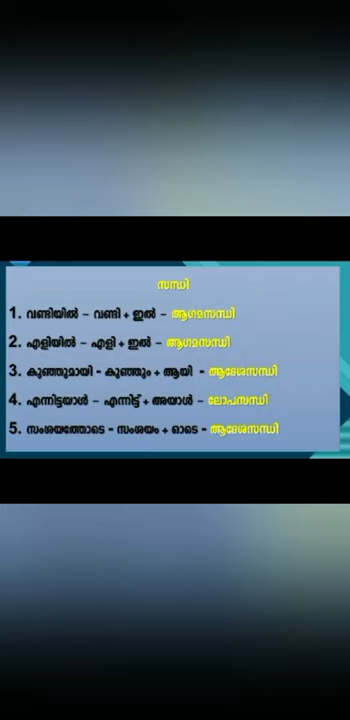 സന്ധി
1. വണ്ടിയിൽ – വണ്ടി + ഇൽ – ആഗമസന്ധി
2. എളിയിൽ – എളി + ഇൽ – ആഗമസന്ധി
3. കുഞ്ഞുമായി - കുഞ്ഞും + ആയി - ആദേശസന്ധി
4. എന്നിട്ടയാൾ – എന്നിട്ട് + അയാൾ – ലോപസന്ധി
5. സംശയത്തോടെ - സംശയം + ഓടെ - ആദേശസന്ധി